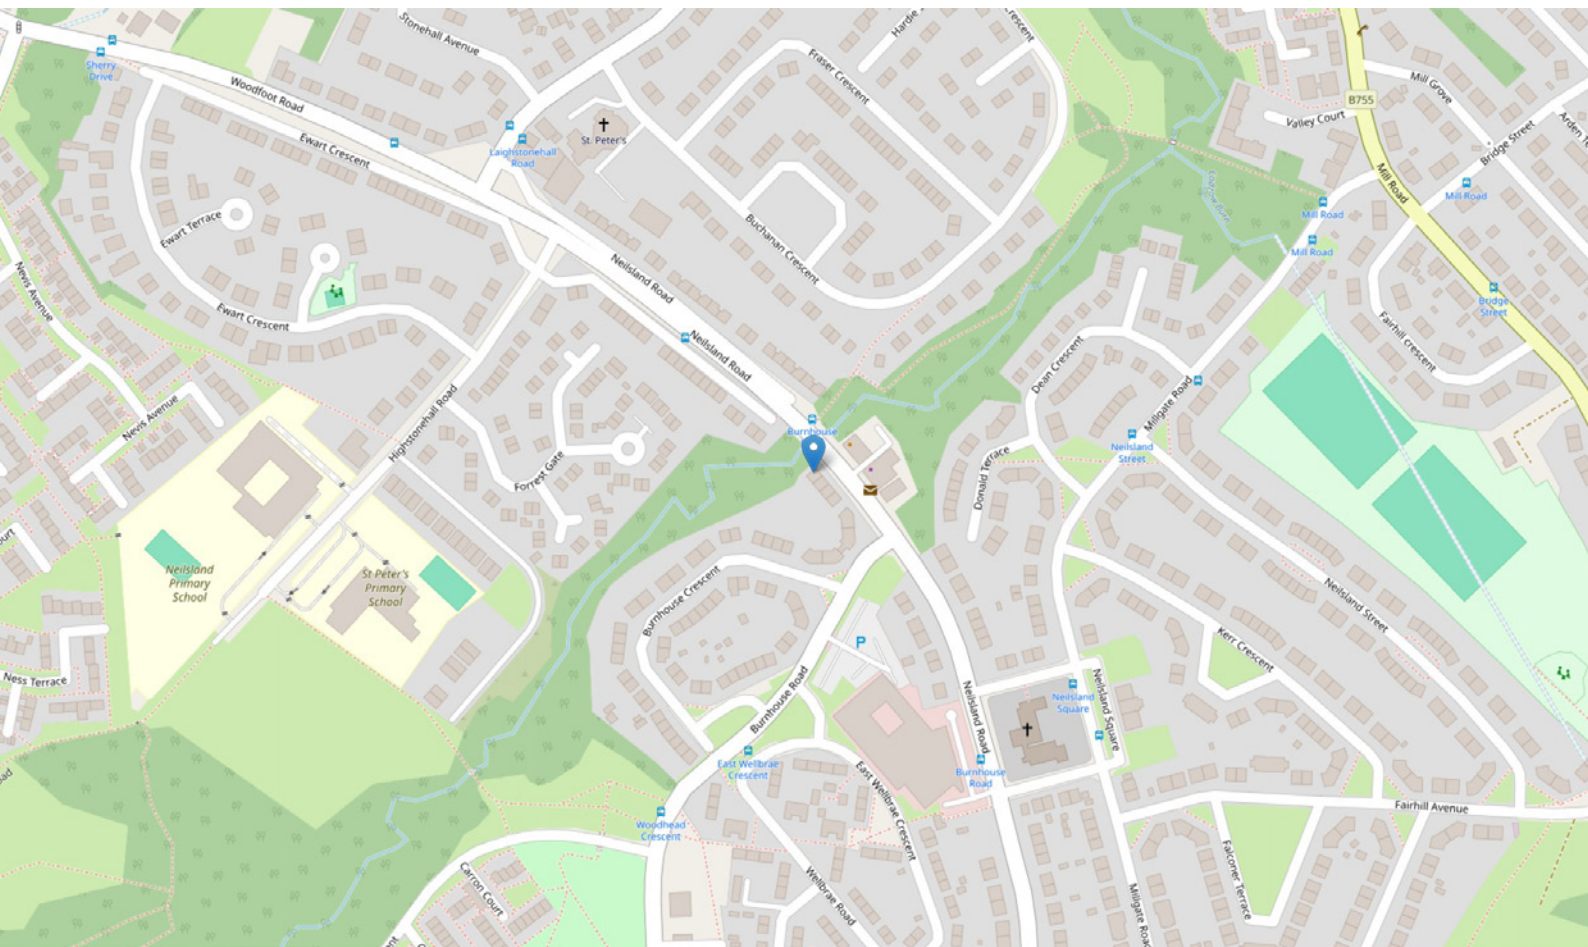 Stonehall Avenue
Hardie
Crescent
Sherry
Drive
Woodfoot Road
Fraser Crescent
B755
Mill Grove
Valley Court
Arden Te
Bridge Street
Ewart Crescent
St. Peter's
Laighstonehall
Road
Mill Road
Mill Road
Mill Road
Mill Road
Ewart Terrace
Buchanan Crescent
Nevis Avenue
Neilsland Road
Bridge
Street
Ewart Crescent
Fairhill Crescent
Neilsland Road
Dean Crescent
Millgate Road
Nevis Avenue
Highstonehall Road
Burnhouse
Neilsland
Street
Forrest Gate
Donald Terrace
ourt
Neilsland
Primary
School
St Peter's
Primary
School
Burnhouse Crescent
Neilsland Street
P
Kerr Crescent
Ness Terrace
Burnhouse Road
Neilsland Road
Neilsland
Square
Neilsland Square
East Wellbrae
Crescent
Burnhouse
Road
East Wellbrae Crescent
oad
Woodhead
Crescent
Fairhill Avenue
Carron Court
Wellbrae Road
Falconer Terrace
Millgate Road
ent